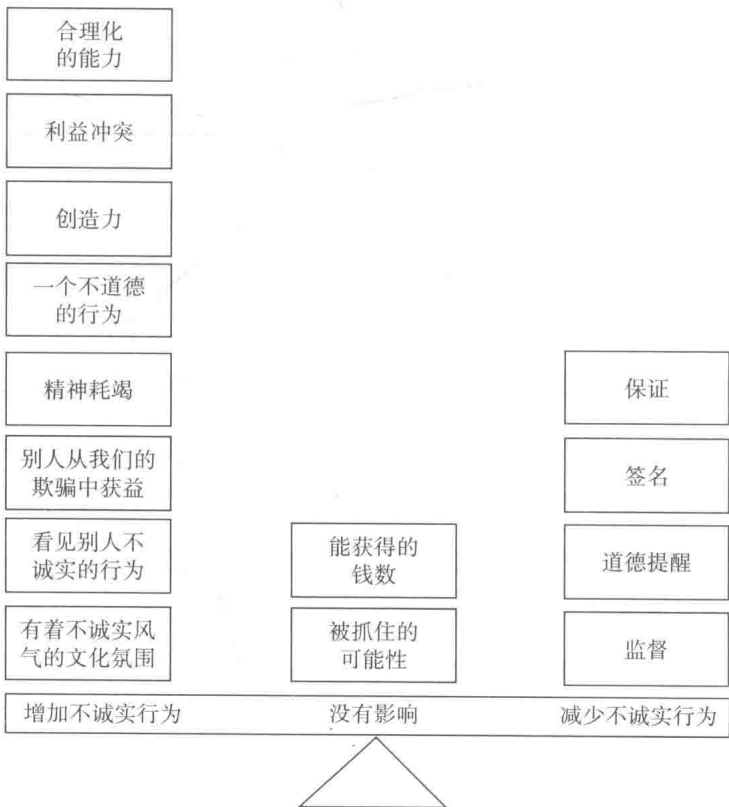 合理化
的能力
利益冲突
创造力
一个不道德
的行为
精神耗竭
别人从我们的
欺骗中获益
看见别人不
诚实的行为
有着不诚实风
气的文化氛围
能获得的
钱数
被抓住的
可能性
保证
签名
道德提醒
监督
增加不诚实行为
没有影响
减少不诚实行为